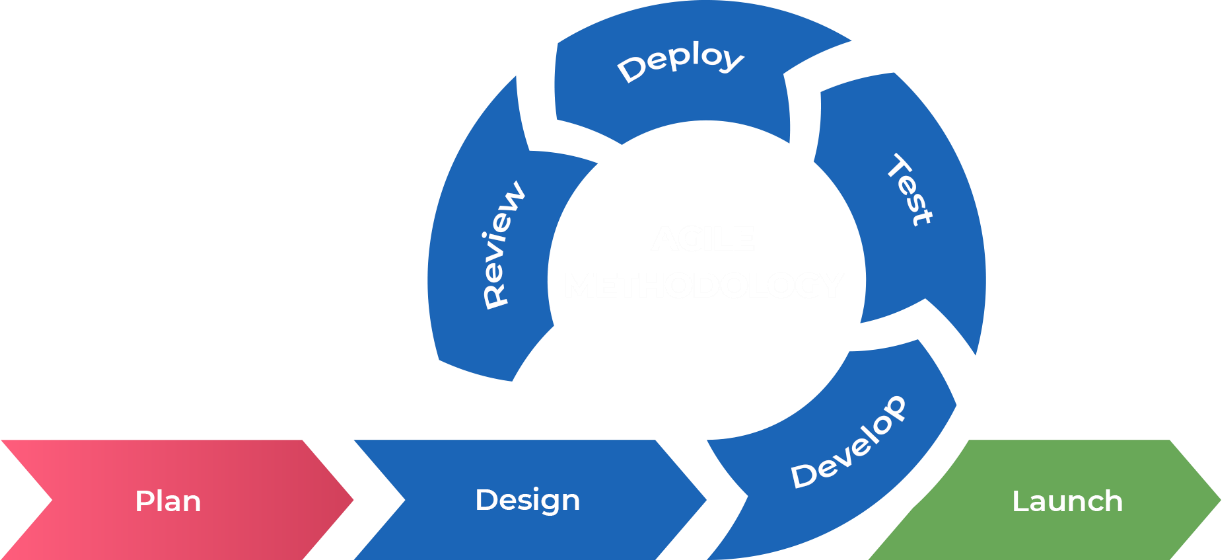 Deploy
Test
Review
Develop
Plan
Design
Launch